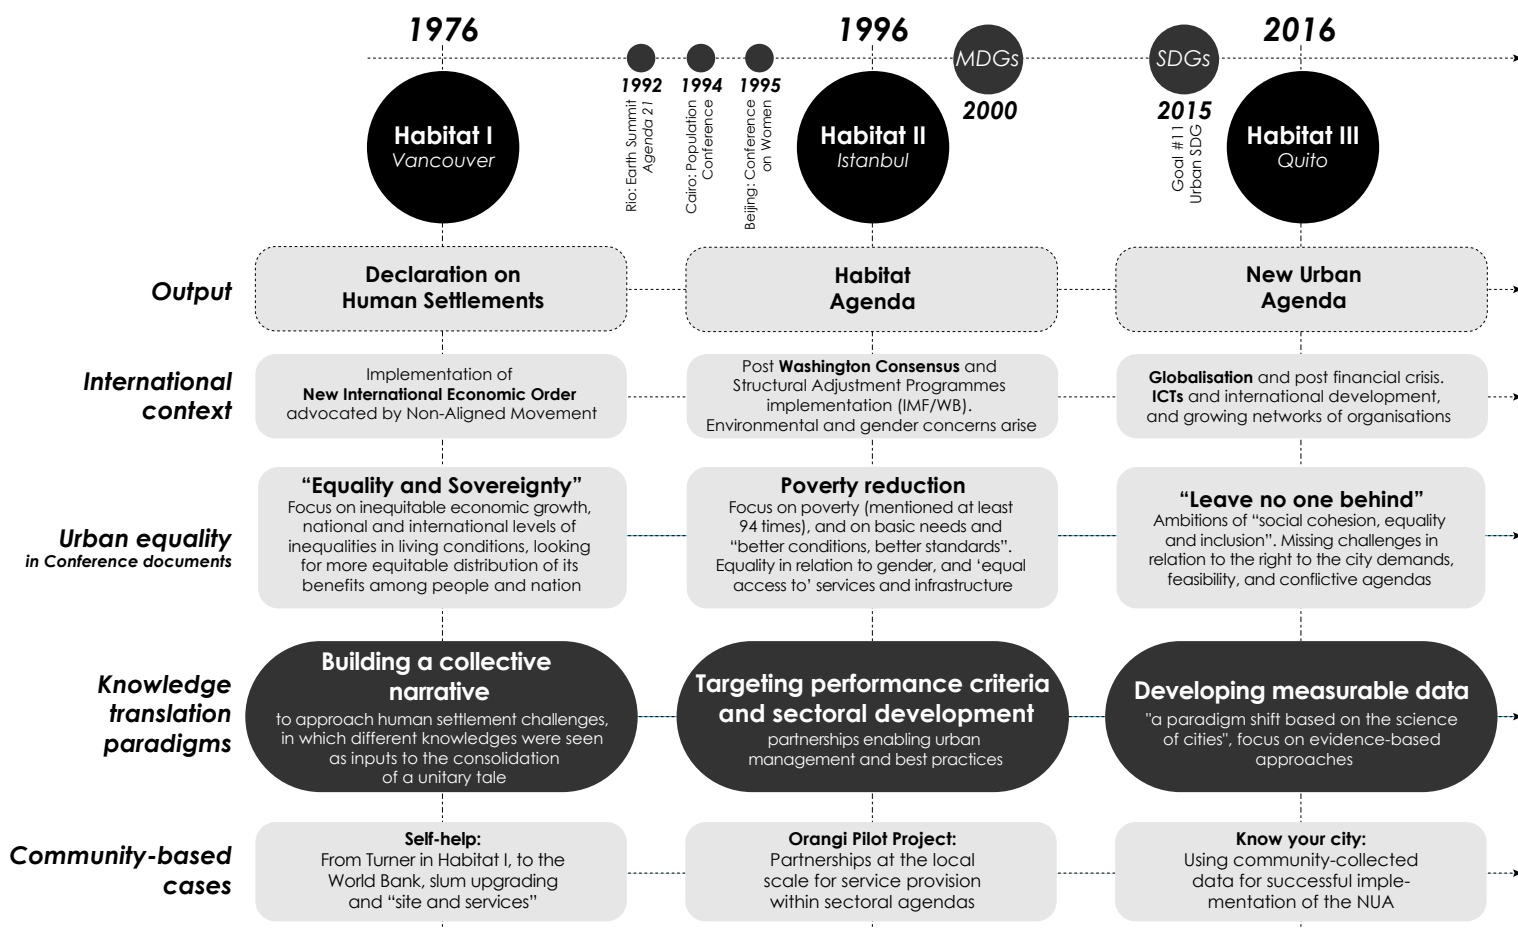 1976
1996
2016
MDGs
SDGs
1992
1994
1995
2000
2015
Rio: Earth Summit
Agenda 21
Cairo: Population
Conference
Beijing: Conference
on Women
Goal #11
Urban SDG
Habitat I
Vancouver
Habitat II
Istanbul
Habitat III
Quito
Output
Declaration on
Human Settlements
Habitat
Agenda
New Urban
Agenda
International
context
Implementation of
New International Economic Order
advocated by Non-Aligned Movement
Post Washington Consensus and
Structural Adjustment Programmes
implementation (IMF/WB).
Environmental and gender concerns arise
Globalisation and post financial crisis.
ICTs and international development,
and growing networks of organisations
Urban equality
in Conference documents
“Equality and Sovereignty”
Focus on inequitable economic growth,
national and international levels of
inequalities in living conditions, looking
for more equitable distribution of its
benefits among people and nation
Poverty reduction
Focus on poverty (mentioned at least
94 times), and on basic needs and
“better conditions, better standards”.
Equality in relation to gender, and ‘equal
access to’ services and infrastructure
“Leave no one behind”
Ambitions of “social cohesion, equality
and inclusion”. Missing challenges in
relation to the right to the city demands,
feasibility, and conflictive agendas
Knowledge
translation
paradigms
Building a collective
narrative
to approach human settlement challenges,
in which different knowledges were seen
as inputs to the consolidation
of a unitary tale
Targeting performance criteria
and sectoral development
partnerships enabling urban
management and best practices
Developing measurable data
"a paradigm shift based on the science
of cities", focus on evidence-based
approaches
Community-based
cases
Self-help:
From Turner in Habitat I, to the
World Bank, slum upgrading
and “site and services”
Orangi Pilot Project:
Partnerships at the local
scale for service provision
within sectoral agendas
Know your city:
Using community-collected
data for successful imple-
mentation of the NUA